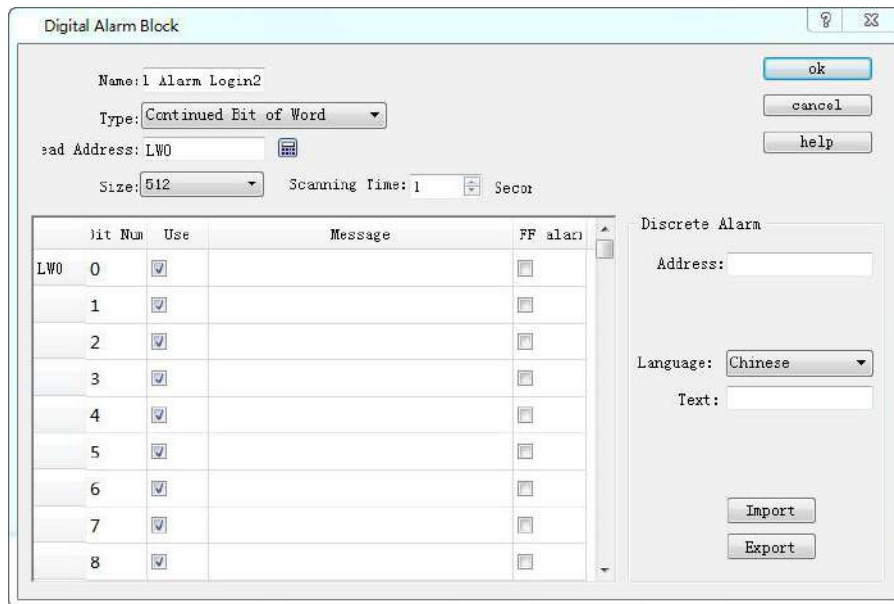 Digital Alarm Block
Name: l Alarm Login2
ok
Type: Continued Bit of Word
cancel
ead Address: LW0
help
Size: 512
Scanning Time: 1
Secor
Bit Num Use Message FF alarm
Discrete Alarm
LW0 0
Address:
1
2
3
Language: Chinese
4
Text:
5
6
7
Import
8
Export